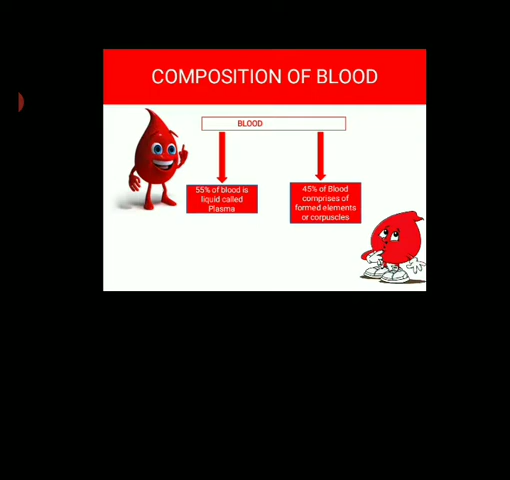 COMPOSITION OF BLOOD
BLOOD
55% of blood is
liquid called
Plasma
45% of Blood
comprises of
formed elements
or corpuscles